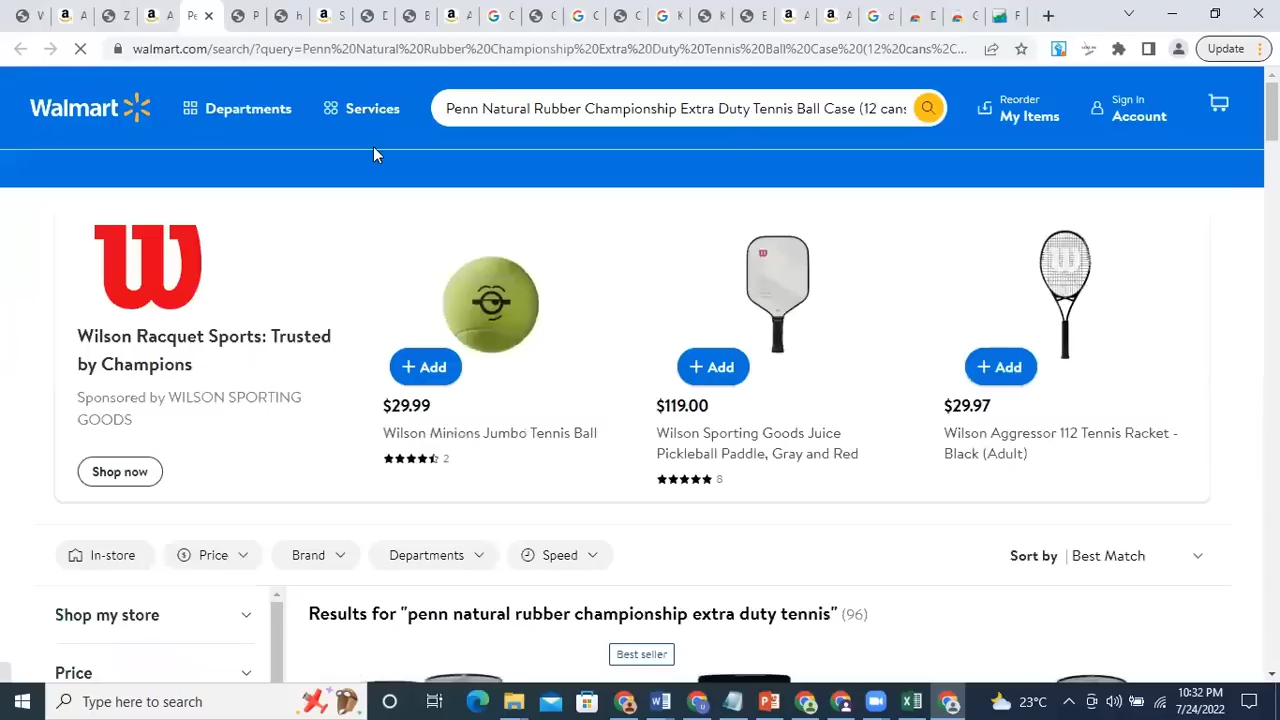 V
A
Z
A
Pe
P
h
S
D
B
A
C
C
C
C
K
K
E
A
A
d
D
C
F
walmart.com/search/?query=Penn%20Natural%20Rubber%20Championship%20Extra%20Duty%20Tennis%20Ball%20Case%20(12%20cans%2C...
Update
Walmart
Departments
Services
Penn Natural Rubber Championship Extra Duty Tennis Ball Case (12 cans
Reorder
My Items
Sign In
Account
Wilson Racquet Sports: Trusted
by Champions
Sponsored by WILSON SPORTING
GOODS
Shop now
+ Add
$29.99
Wilson Minions Jumbo Tennis Ball
2
+ Add
$119.00
Wilson Sporting Goods Juice
Pickleball Paddle, Gray and Red
8
+ Add
$29.97
Wilson Aggressor 112 Tennis Racket -
Black (Adult)
In-store
Price
Brand
Departments
Speed
Sort by | Best Match
Shop my store
Price
Results for "penn natural rubber championship extra duty tennis" (96)
Best seller
Type here to search
23°C
10:32 PM
7/24/2022